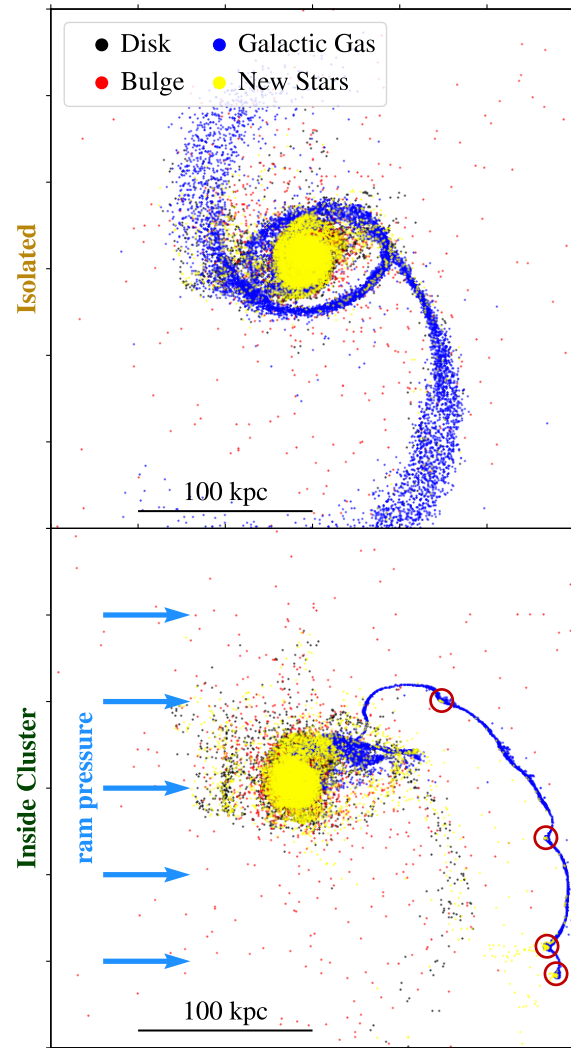 Disk
Galactic Gas
Bulge
New Stars
Isolated
100 kpc
Inside Cluster
ram pressure
100 kpc